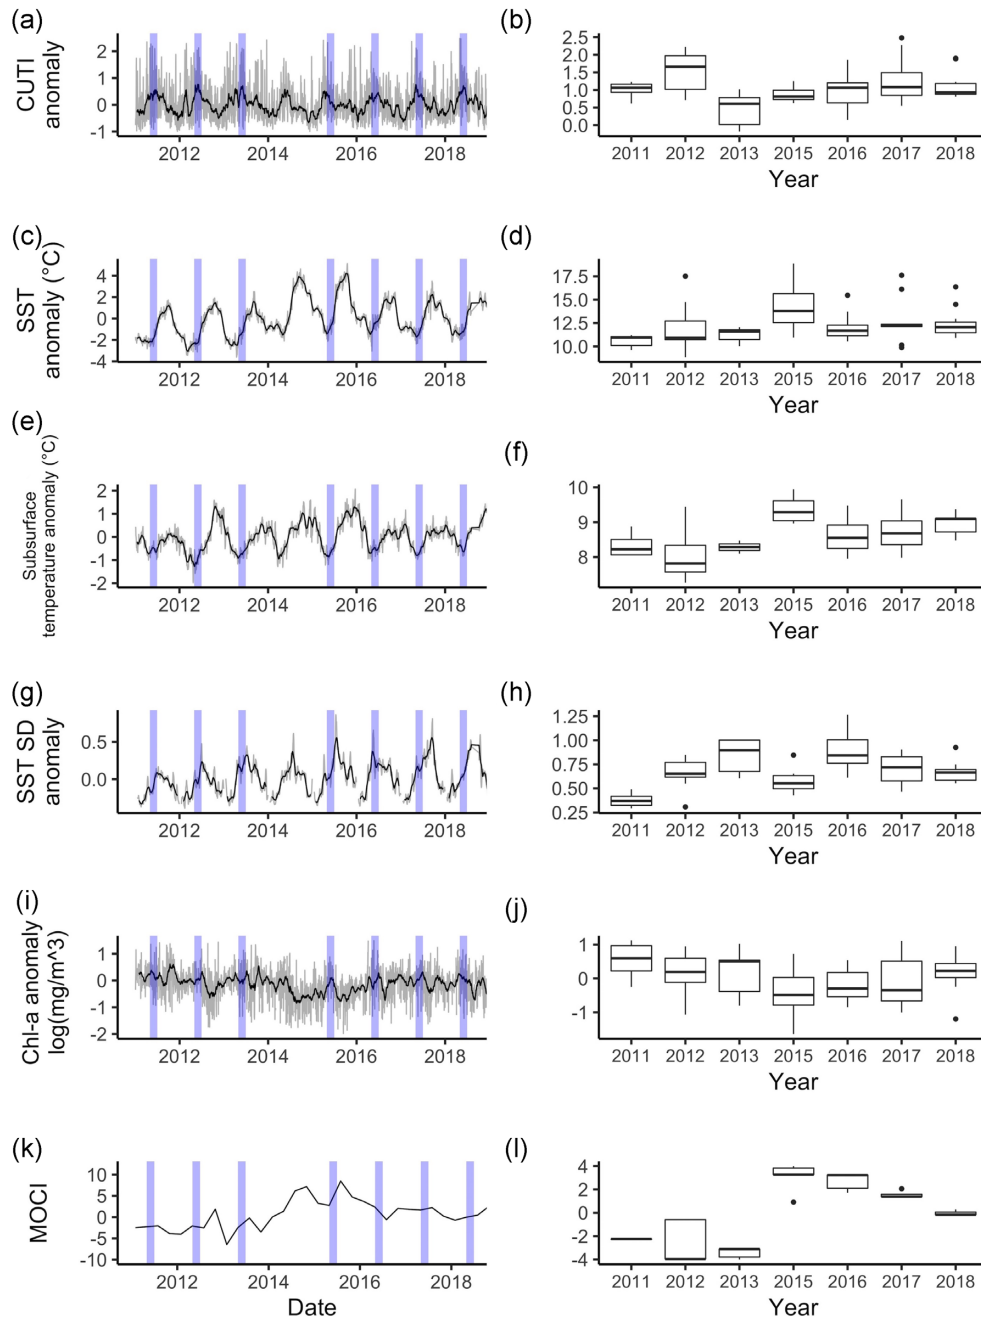 (a)
CUTI
anomaly
2
1
0
-1
2012 2014 2016 2018
(b)
2.5
2.0
1.5
1.0
0.5
0.0
2011 2012 2013 2015 2016 2017 2018
Year
(c)
SST
anomaly (°C)
4
2
0
-2
-4
2012 2014 2016 2018
(d)
17.5
15.0
12.5
10.0
2011 2012 2013 2015 2016 2017 2018
Year
(e)
Subsurface
temperature anomaly (°C)
2
1
0
-1
-2
2012 2014 2016 2018
(f)
10
9
8
2011 2012 2013 2015 2016 2017 2018
Year
(g)
SST SD
anomaly
0.5
0.0
2012 2014 2016 2018
(h)
1.25
1.00
0.75
0.50
0.25
2011 2012 2013 2015 2016 2017 2018
Year
(i)
Chl-a anomaly
log(mg/m^3)
1
0
-1
-2
2012 2014 2016 2018
(j)
1
0
-1
2011 2012 2013 2015 2016 2017 2018
Year
(k)
MOCI
10
5
0
-5
-10
2012 2014 2016 2018
Date
(l)
4
2
0
-2
-4
2011 2012 2013 2015 2016 2017 2018
Year